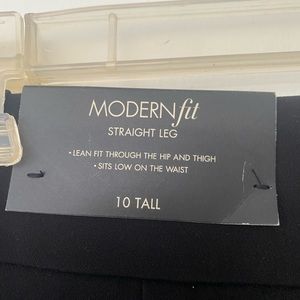 MODERNfit
STRAIGHT LEG
• LEAN FIT THROUGH THE HIP AND THIGH
• SITS LOW ON THE WAIST
10 TALL